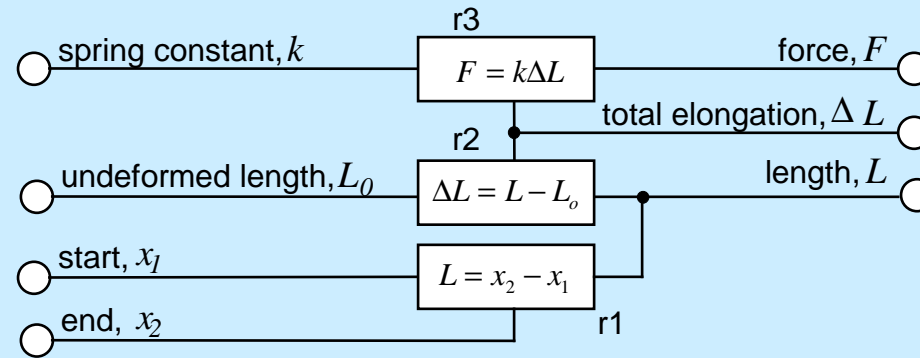 r3
spring constant, k
F = kΔL
force, F
total elongation, Δ L
r2
undeformed length, L0
ΔL = L − Lo
length, L
start, x1
L = x2 − x1
end, x2
r1